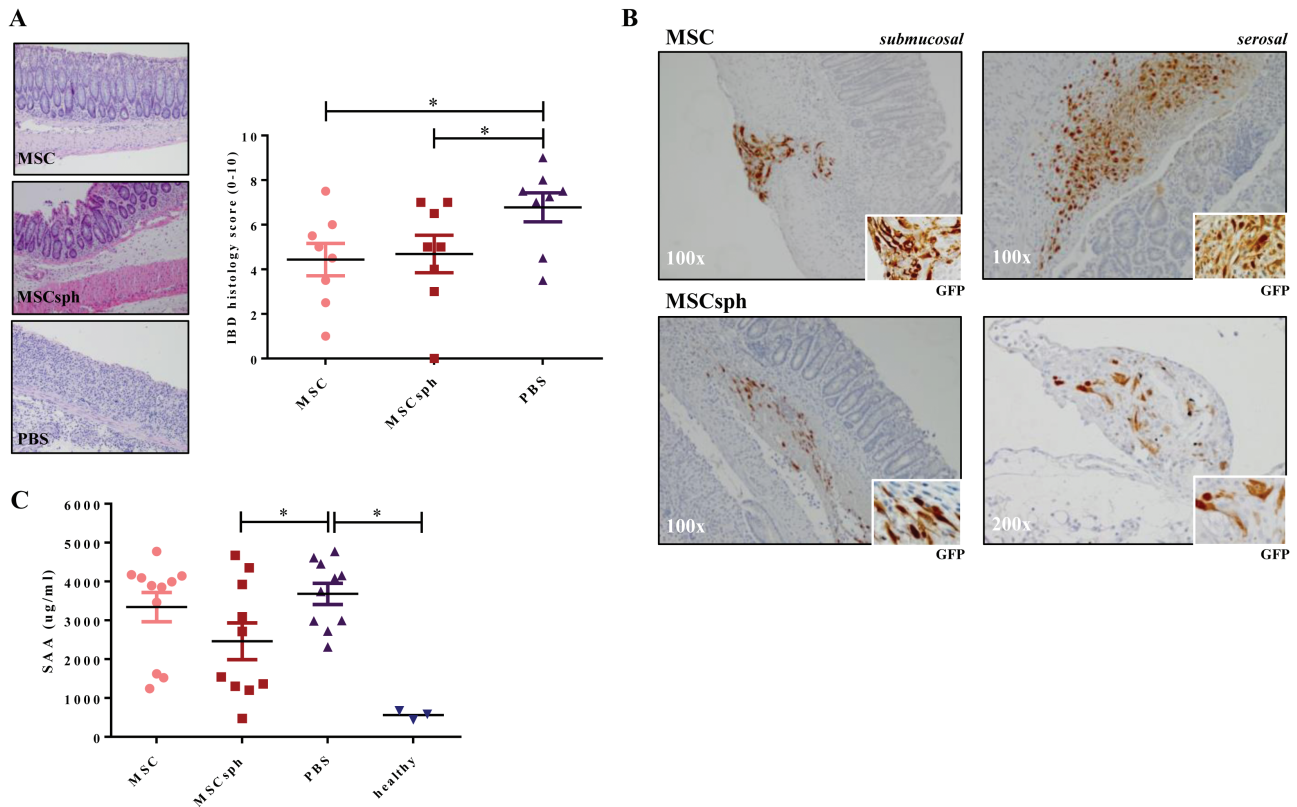 A
MSC
MSCsph
PBS
IBD histology score (0-10)
10
8
6
4
2
0
*
*
MSC
MSCsph
PBS
B
MSC
submucosal
serosal
100x
GFP
100x
GFP
MSCsph
100x
GFP
200x
GFP
C
SAA (ug/ml)
6000
5000
4000
3000
2000
1000
0
*
*
MSC
MSCsph
PBS
healthy